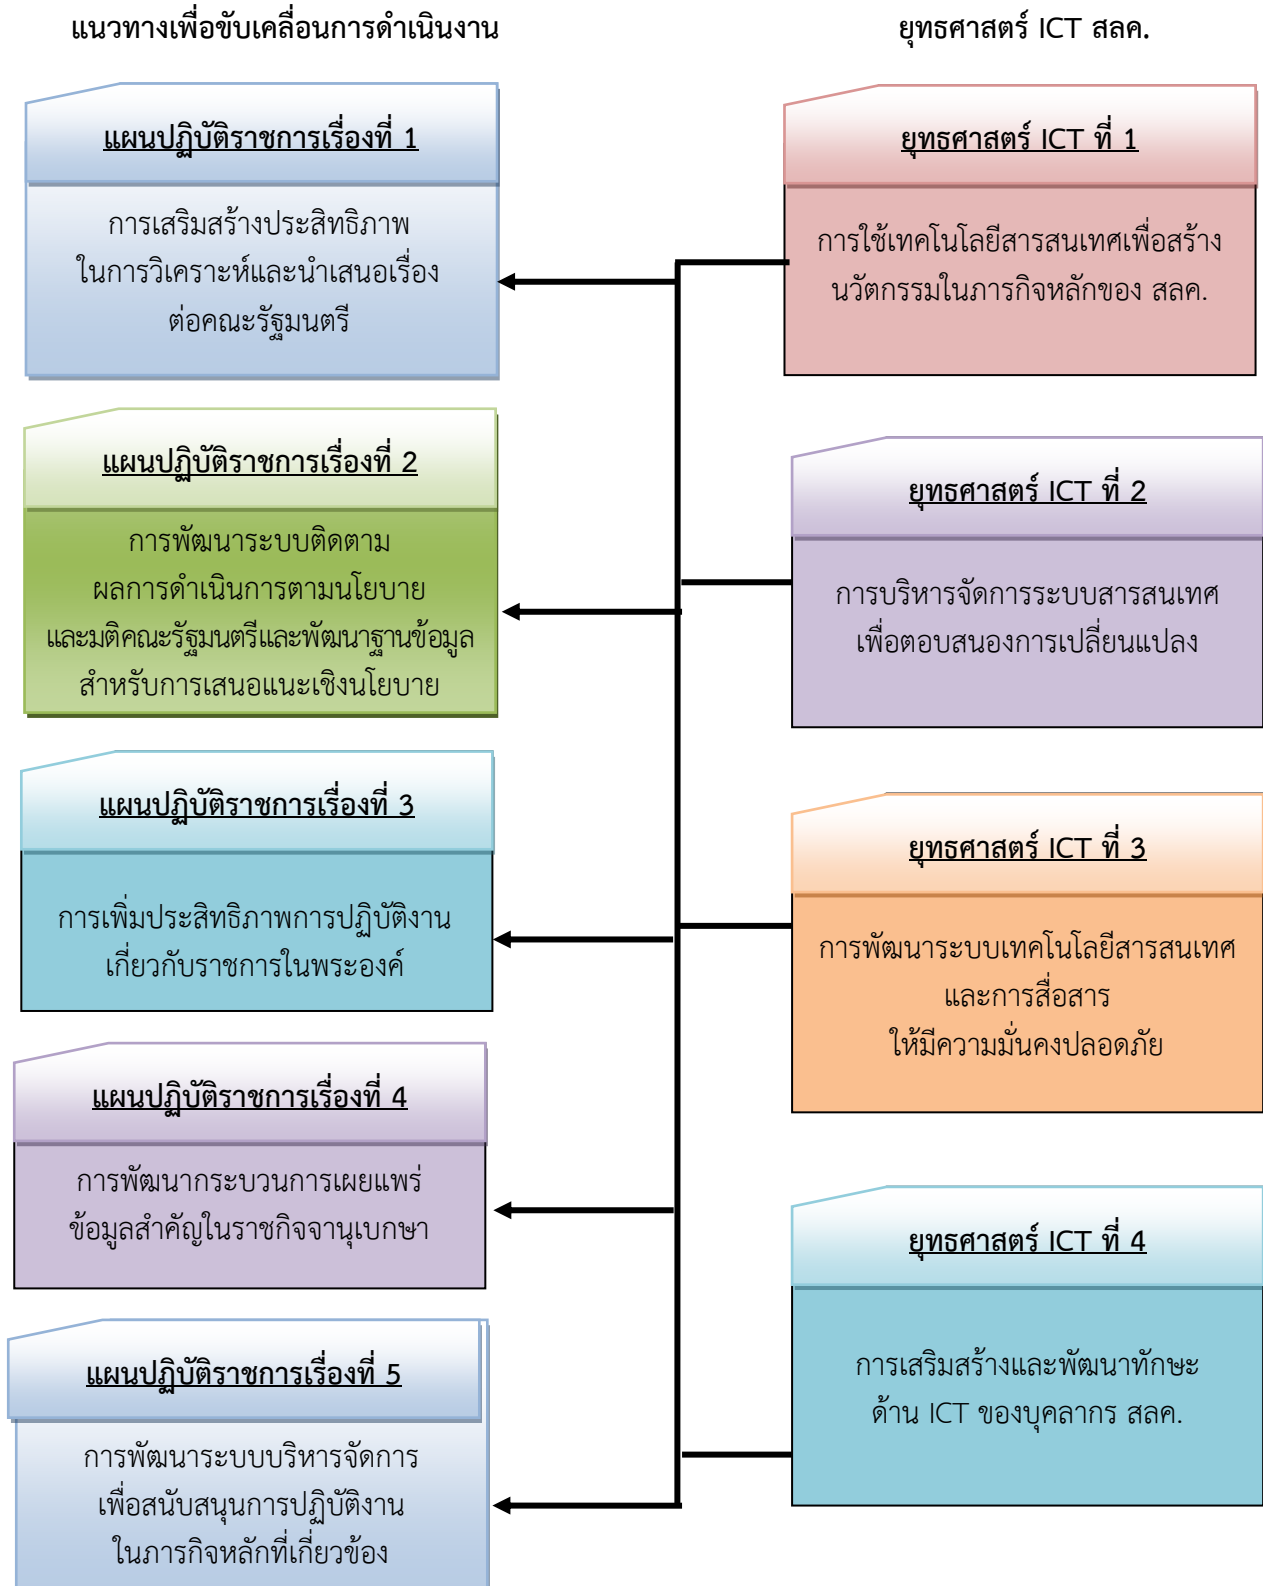 แนวทางเพื่อขับเคลื่อนการดำเนินงาน
แผนปฏิบัติราชการเรื่องที่ 1
การเสริมสร้างประสิทธิภาพ
ในการวิเคราะห์และนำเสนอเรื่อง
ต่อคณะรัฐมนตรี
แผนปฏิบัติราชการเรื่องที่ 2
การพัฒนาระบบติดตาม
ผลการดำเนินการตามนโยบาย
และมติคณะรัฐมนตรีและพัฒนาฐานข้อมูล
สำหรับการเสนอแนะเชิงนโยบาย
แผนปฏิบัติราชการเรื่องที่ 3
การเพิ่มประสิทธิภาพการปฏิบัติงาน
เกี่ยวกับราชการในพระองค์
แผนปฏิบัติราชการเรื่องที่ 4
การพัฒนากระบวนการเผยแพร่
ข้อมูลสำคัญในราชกิจจานุเบกษา
แผนปฏิบัติราชการเรื่องที่ 5
การพัฒนาระบบบริหารจัดการ
เพื่อสนับสนุนการปฏิบัติงาน
ในภารกิจหลักที่เกี่ยวข้อง
ยุทธศาสตร์ ICT สลค.
ยุทธศาสตร์ ICT ที่ 1
การใช้เทคโนโลยีสารสนเทศเพื่อสร้าง
นวัตกรรมในภารกิจหลักของ สลค.
ยุทธศาสตร์ ICT ที่ 2
การบริหารจัดการระบบสารสนเทศ
เพื่อตอบสนองการเปลี่ยนแปลง
ยุทธศาสตร์ ICT ที่ 3
การพัฒนาระบบเทคโนโลยีสารสนเทศ
และการสื่อสาร
ให้มีความมั่นคงปลอดภัย
ยุทธศาสตร์ ICT ที่ 4
การเสริมสร้างและพัฒนาทักษะ
ด้าน ICT ของบุคลากร สลค.